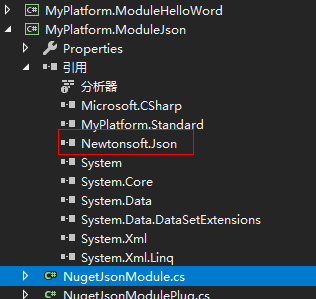 MyPlatform.ModuleHelloWord
MyPlatform.ModuleJson
Properties
引用
分析器
Microsoft.CSharp
MyPlatform.Standard
Newtonsoft.Json
System
System.Core
System.Data
System.Data.DataSetExtensions
System.Xml
System.Xml.Linq
NugetJsonModule.cs
NugetJsonModulePlug.cs